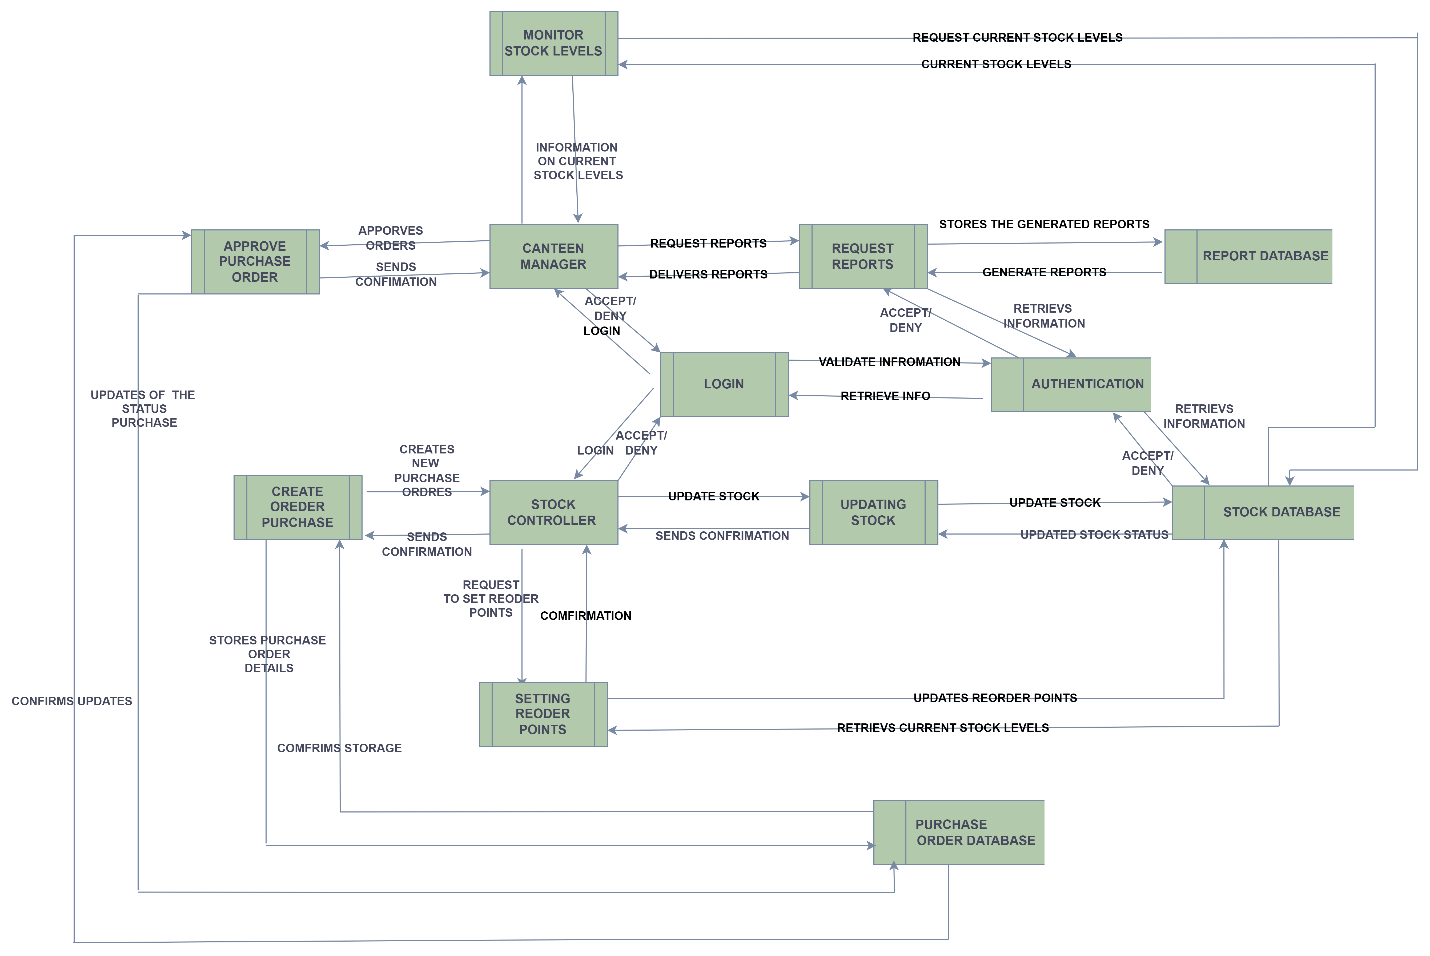 MONITOR
STOCK LEVELS
REQUEST CURRENT STOCK LEVELS
CURRENT STOCK LEVELS
INFORMATION
ON CURRENT
STOCK LEVELS
APPROVE
PURCHASE
ORDER
APPORVES
ORDERS
SENDS
CONFIMATION
CANTEEN
MANAGER
REQUEST REPORTS
DELIVERS REPORTS
REQUEST
REPORTS
STORES THE GENERATED REPORTS
GENERATE REPORTS
REPORT DATABASE
ACCEPT/
DENY
LOGIN
ACCEPT/
DENY
RETRIEVS
INFORMATION
LOGIN
VALIDATE INFROMATION
RETRIEVE INFO
AUTHENTICATION
UPDATES OF THE
STATUS
PURCHASE
LOGIN
ACCEPT/
DENY
RETRIEVS
INFORMATION
ACCEPT/
DENY
CREATES
NEW
PURCHASE
ORDRES
CREATE
OREDER
PURCHASE
SENDS
CONFIRMATION
STOCK
CONTROLLER
UPDATE STOCK
SENDS CONFRIMATION
UPDATING
STOCK
UPDATE STOCK
UPDATED STOCK STATUS
STOCK DATABASE
REQUEST
TO SET REODER
POINTS
COMFIRMATION
STORES PURCHASE
ORDER
DETAILS
CONFIRMS UPDATES
SETTING
REODER
POINTS
UPDATES REORDER POINTS
RETRIEVS CURRENT STOCK LEVELS
COMFRIMS STORAGE
PURCHASE
ORDER DATABASE